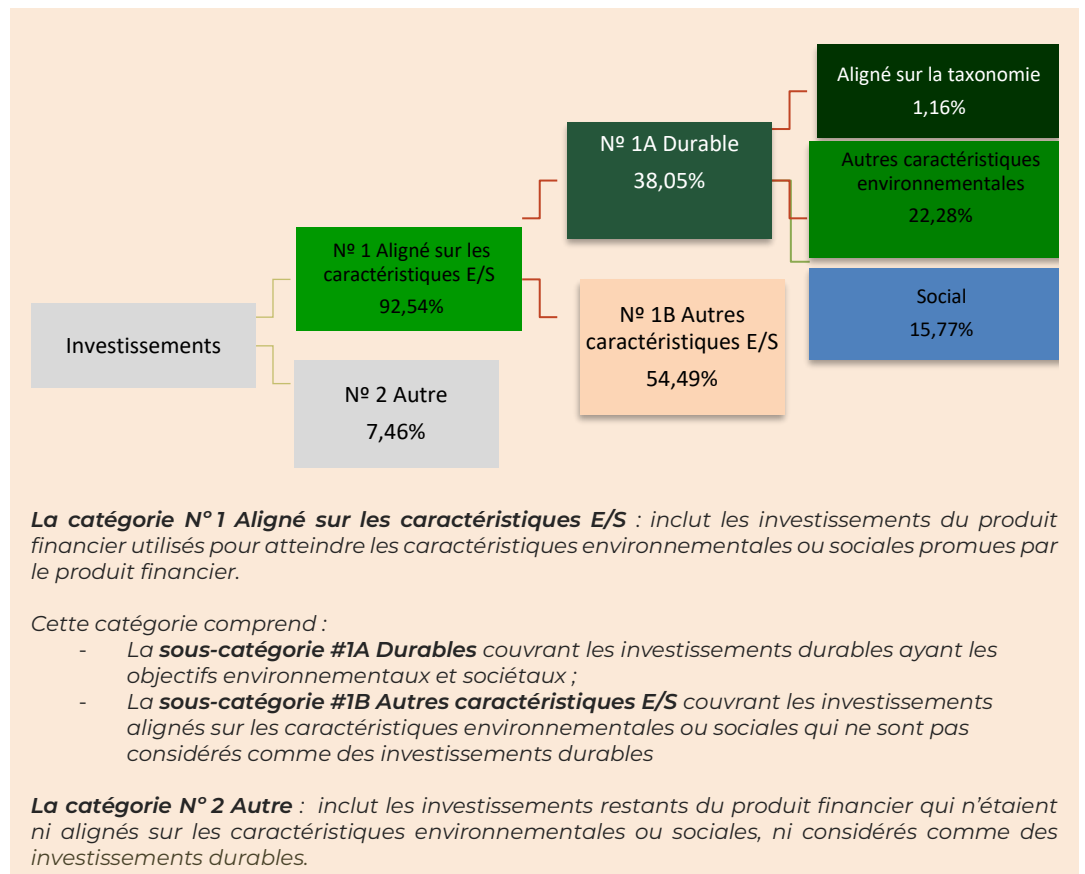 Aligné sur la taxonomie
1,16%
Nº 1A Durable
38,05%
Autres caractéristiques
environnementales
22,28%
Nº 1 Aligné sur les
caractéristiques E/S
92,54%
Social
15,77%
Nº 1B Autres
caractéristiques E/S
54,49%
Investissements
Nº 2 Autre
7,46%
La catégorie Nº 1 Aligné sur les caractéristiques E/S : inclut les investissements du produit
financier utilisés pour atteindre les caractéristiques environnementales ou sociales promues par
le produit financier.
Cette catégorie comprend :
- La sous-catégorie #1A Durables couvrant les investissements durables ayant les
objectifs environnementaux et sociétaux ;
- La sous-catégorie #1B Autres caractéristiques E/S couvrant les investissements
alignés sur les caractéristiques environnementales ou sociales qui ne sont pas
considérés comme des investissements durables
La catégorie Nº 2 Autre : inclut les investissements restants du produit financier qui n’étaient
ni alignés sur les caractéristiques environnementales ou sociales, ni considérés comme des
investissements durables.